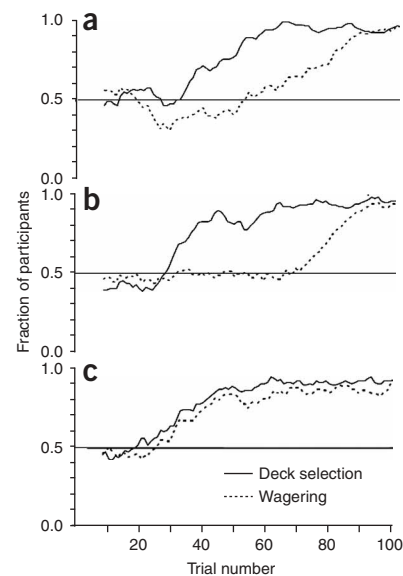 a
1.0
0.5
0.0
b
1.0
0.5
0.0
c
1.0
0.5
0.0
Fraction of participants
Deck selection
Wagering
20 40 60 80 100
Trial number